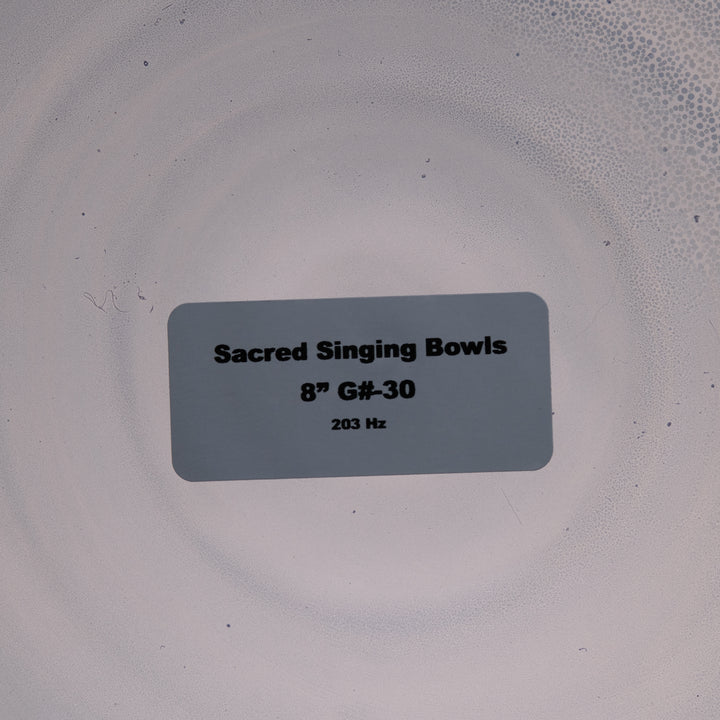 Sacred Singing Bowls
8” G#-30
203 Hz